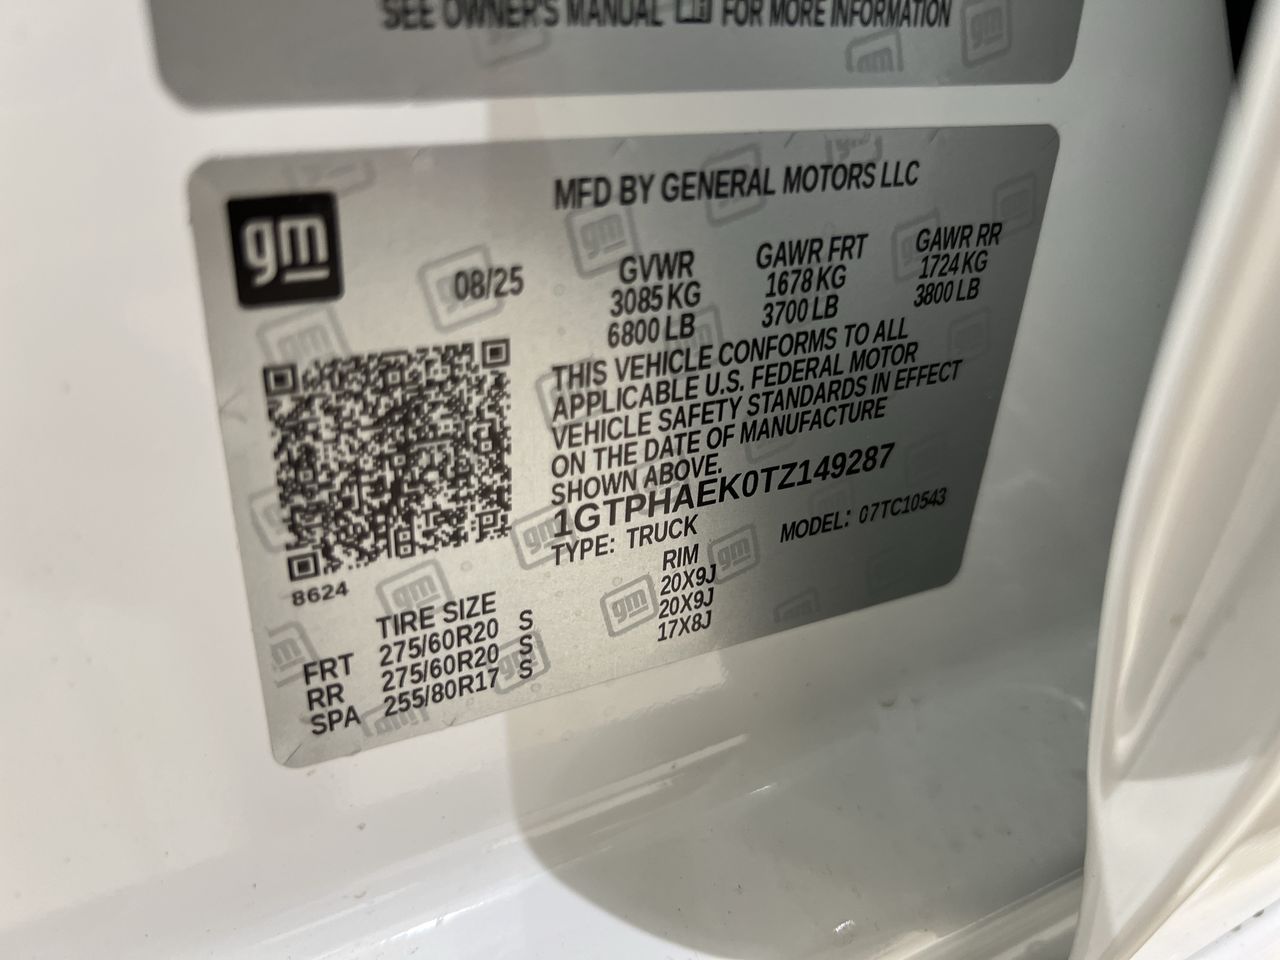 SEE OWNER'S MANUAL FOR MORE INFORMATION
gm
MFD BY GENERAL MOTORS LLC
08/25
GVWR
3085 KG
6800 LB
GAWR FRT
1678 KG
3700 LB
GAWR RR
1724 KG
3800 LB
THIS VEHICLE CONFORMS TO ALL
APPLICABLE U.S. FEDERAL MOTOR
VEHICLE SAFETY STANDARDS IN EFFECT
ON THE DATE OF MANUFACTURE
SHOWN ABOVE.
1GTPHAEK0TZ149287
TYPE: TRUCK
MODEL: 07TC10543
8624
TIRE SIZE
RIM
FRT 275/60R20 S 20X9J
RR 275/60R20 S 20X9J
SPA 255/80R17 S 17X8J